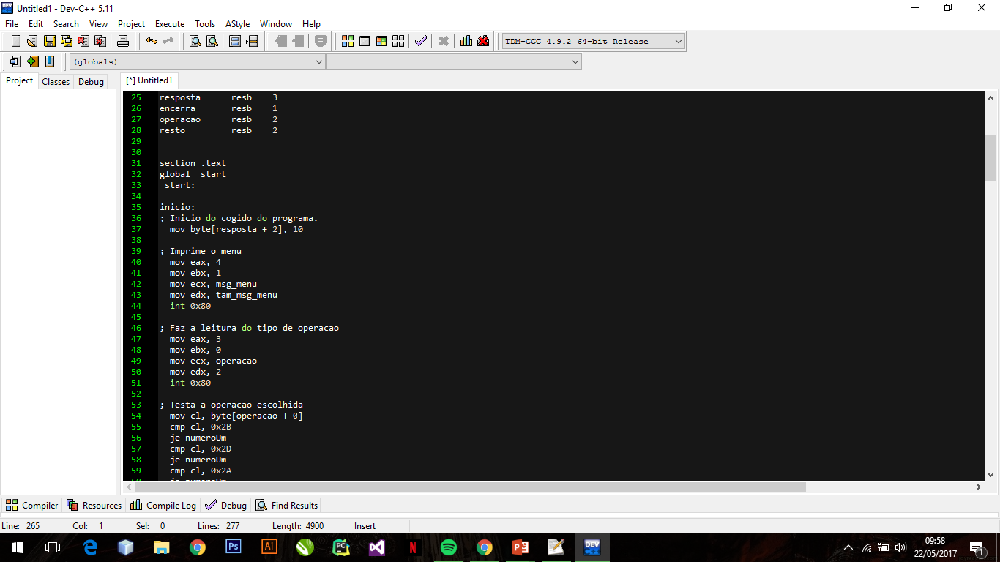 Untitled1 - Dev-C++ 5.11
File Edit Search View Project Execute Tools AStyle Window Help
TDM-GCC 4.9.2 64-bit Release
(globals)
Project Classes Debug
[*] Untitled1
25 resposta resb 3
26 encerra resb 1
27 operacao resb 2
28 resto resb 2
29
30
31 section .text
32 global _start
33 _start:
34
35 inicio:
36 ; Inicio do cogido do programa.
37 mov byte[resposta + 2], 10
38
39 ; Imprime o menu
40 mov eax, 4
41 mov ebx, 1
42 mov ecx, msg_menu
43 mov edx, tam_msg_menu
44 int 0x80
45
46 ; Faz a leitura do tipo de operacao
47 mov eax, 3
48 mov ebx, 0
49 mov ecx, operacao
50 mov edx, 2
51 int 0x80
52
53 ; Testa a operacao escolhida
54 mov cl, byte[operacao + 0]
55 cmp cl, 0x2B
56 je numeroUm
57 cmp cl, 0x2D
58 je numeroUm
59 cmp cl, 0x2A
60 je numeroUm
Compiler Resources Compile Log Debug Find Results
Line: 265 Col: 1 Sel: 0 Lines: 277 Length: 4900 Insert
Ps Ai PC N DEV
09:58
22/05/2017
1